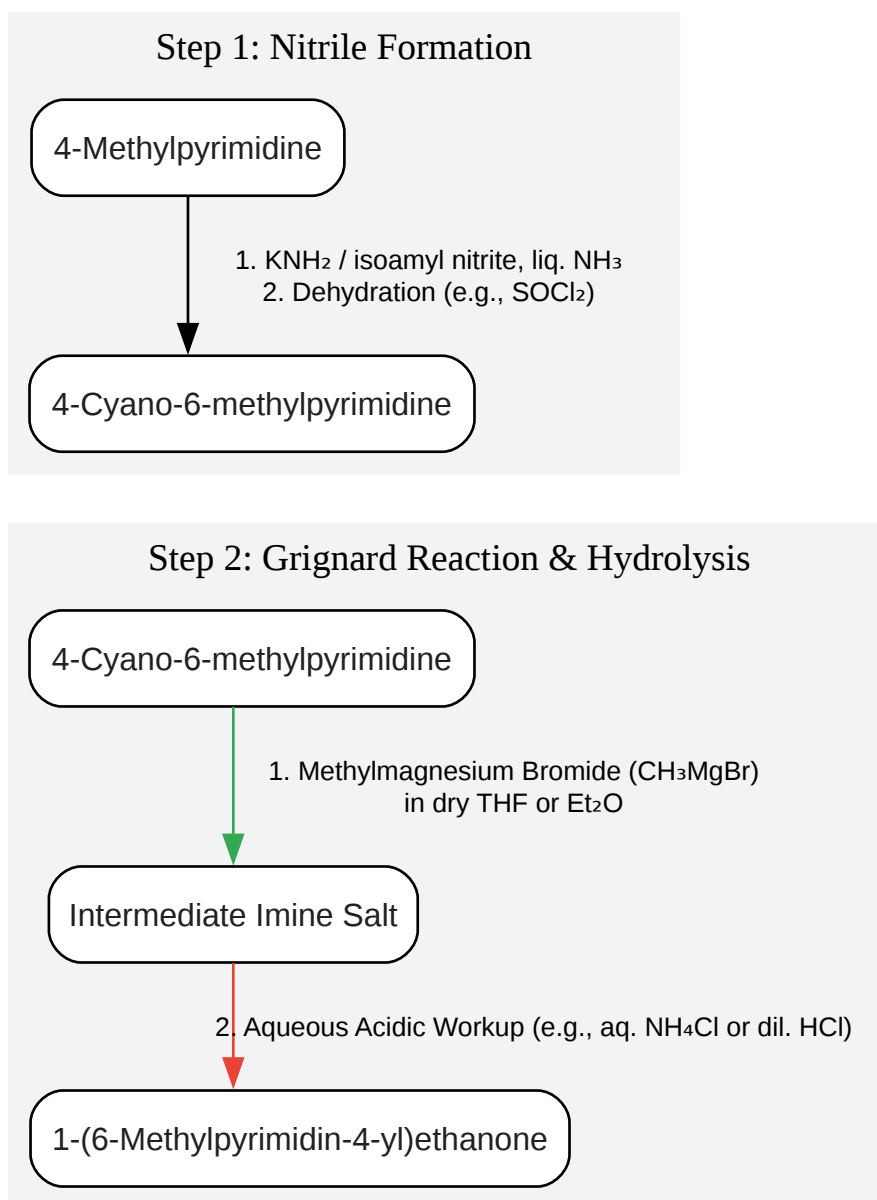 Step 1: Nitrile Formation
4-Methylpyrimidine
1. KNH₂ / isoamyl nitrite, liq. NH₃
2. Dehydration (e.g., SOCl₂)
4-Cyano-6-methylpyrimidine
Step 2: Grignard Reaction & Hydrolysis
4-Cyano-6-methylpyrimidine
1. Methylmagnesium Bromide (CH₃MgBr)
in dry THF or Et₂O
Intermediate Imine Salt
2. Aqueous Acidic Workup (e.g., aq. NH₄Cl or dil. HCl)
1-(6-Methylpyrimidin-4-yl)ethanone